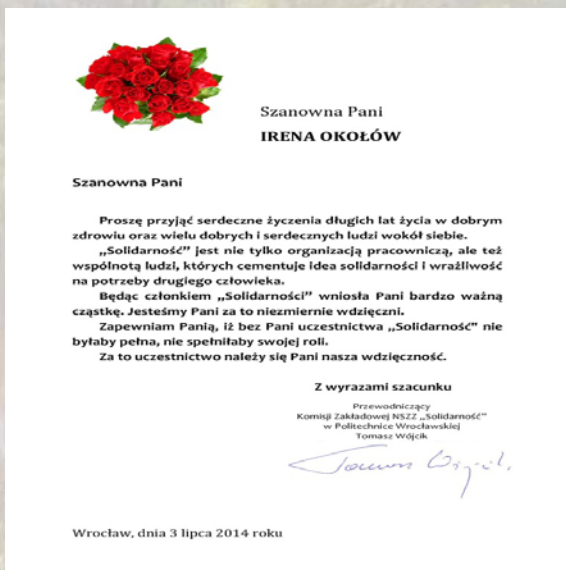 Szanowna Pani
IRENA OKOŁÓW
Szanowna Pani
Proszę przyjąć serdeczne życzenia długich lat życia w dobrym
zdrowiu oraz wielu dobrych i serdecznych ludzi wokół siebie.
„Solidarność” jest nie tylko organizacją pracowniczą, ale też
wspólnotą ludzi, których cementuje idea solidarności i wrażliwość
na potrzeby drugiego człowieka.
Będąc członkiem „Solidarności” wniosła Pani bardzo ważną
cząstkę. Jesteśmy Pani za to niezmiernie wdzięczni.
Zapewniam Panią, iż bez Pani uczestnictwa „Solidarność” nie
byłaby pełna, nie spełniłaby swojej roli.
Za to uczestnictwo należy się Pani nasza wdzięczność.
Z wyrazami szacunku
Przewodniczący
Komisji Zakładowej NSZZ „Solidarność”
w Politechnice Wrocławskiej
Tomasz Wójcik
Tomasz Wójcik
Wrocław, dnia 3 lipca 2014 roku